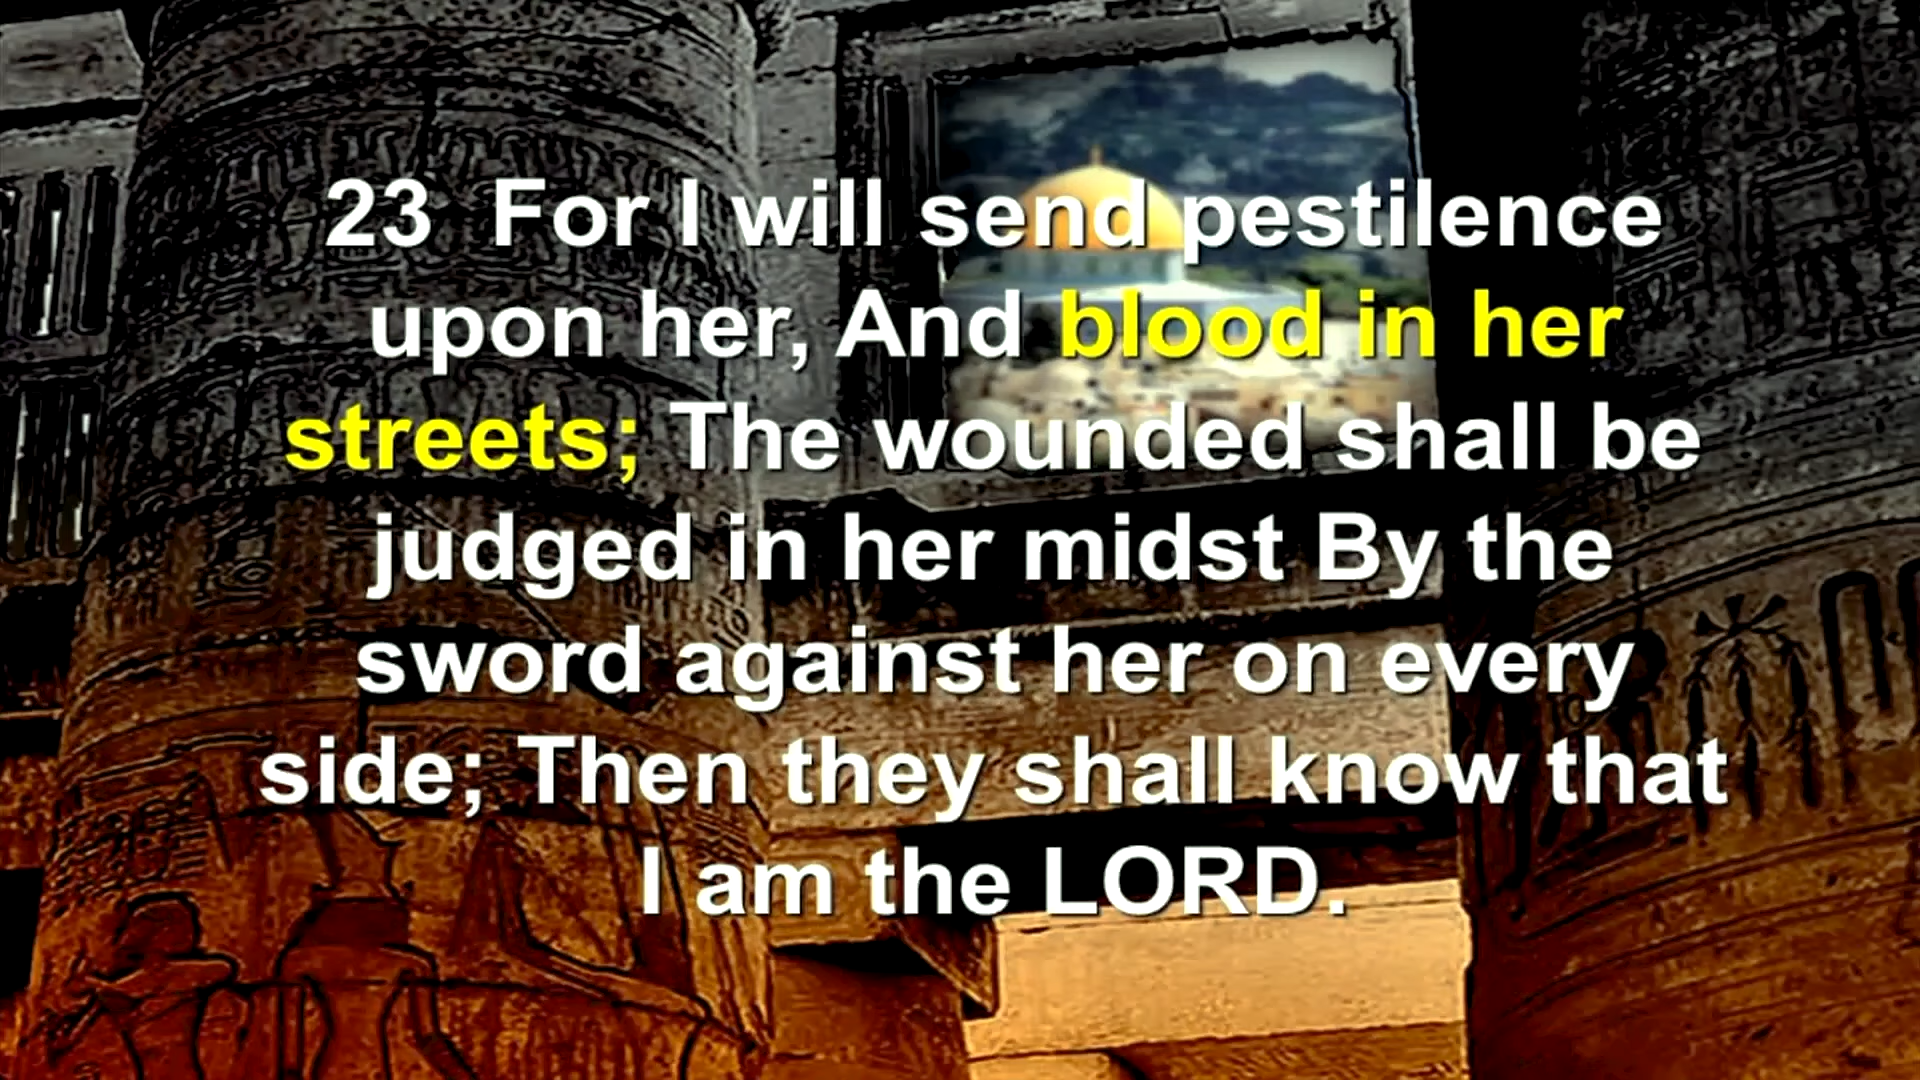 23 For I will send pestilence
upon her, And blood in her
streets; The wounded shall be
judged in her midst By the
sword against her on every
side; Then they shall know that
I am the LORD.